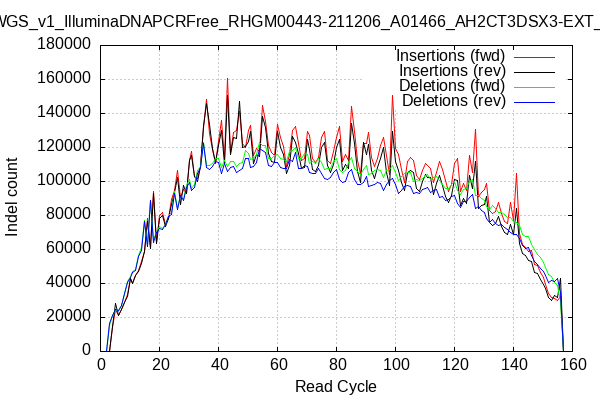 WGS_v1_IlluminaDNAPCRFree_RHGM00443-211206_A01466_AH2CT3DSX3-EXT_
Insertions (fwd)
Insertions (rev)
Deletions (fwd)
Deletions (rev)
Indel count
180000
160000
140000
120000
100000
80000
60000
40000
20000
0
0 20 40 60 80 100 120 140 160
Read Cycle